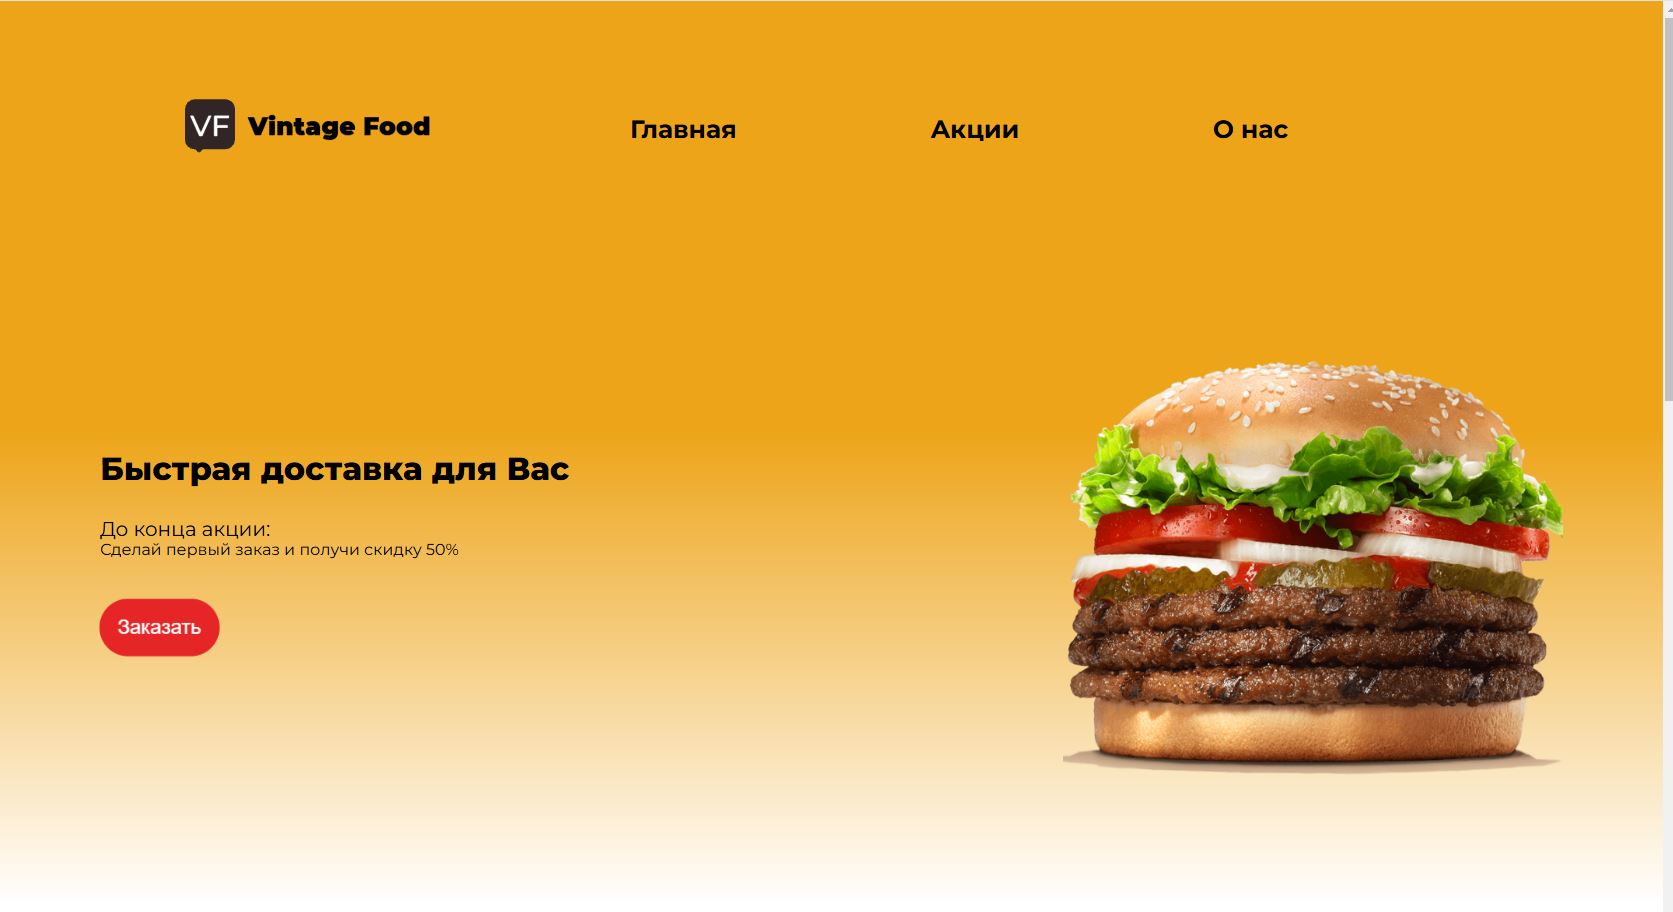 VF Vintage Food
Главная
Акции
О нас
Быстрая доставка для Вас
До конца акции:
Сделай первый заказ и получи скидку 50%
Заказать